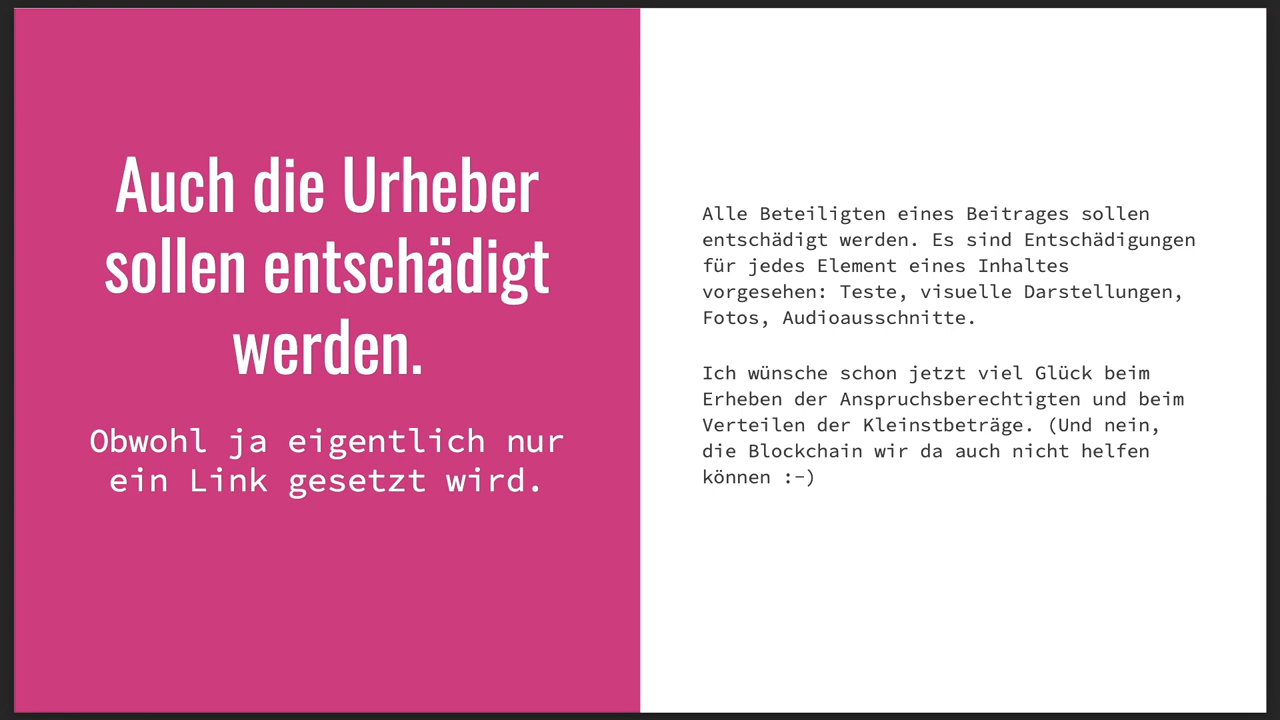 Auch die Urheber
sollen entschädigt
werden.
Obwohl ja eigentlich nur
ein Link gesetzt wird.
Alle Beteiligten eines Beitrages sollen
entschädigt werden. Es sind Entschädigungen
für jedes Element eines Inhaltes
vorgesehen: Teste, visuelle Darstellungen,
Fotos, Audioausschnitte.
Ich wünsche schon jetzt viel Glück beim
Erheben der Anspruchsberechtigten und beim
Verteilen der Kleinstbeträge. (Und nein,
die Blockchain wir da auch nicht helfen
können :-)